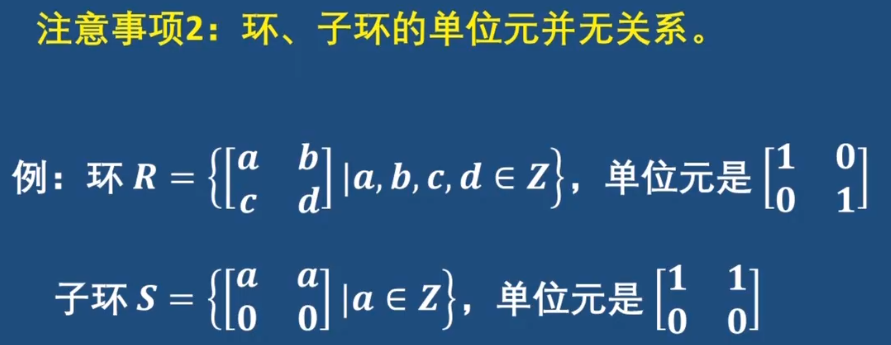 注意事项2：环、子环的单位元并无关系。
例：环 R = {[a b; c d] | a, b, c, d ∈ Z}，单位元是 [1 0; 0 1]
子环 S = {[a a; 0 0] | a ∈ Z}，单位元是 [1 1; 0 0]